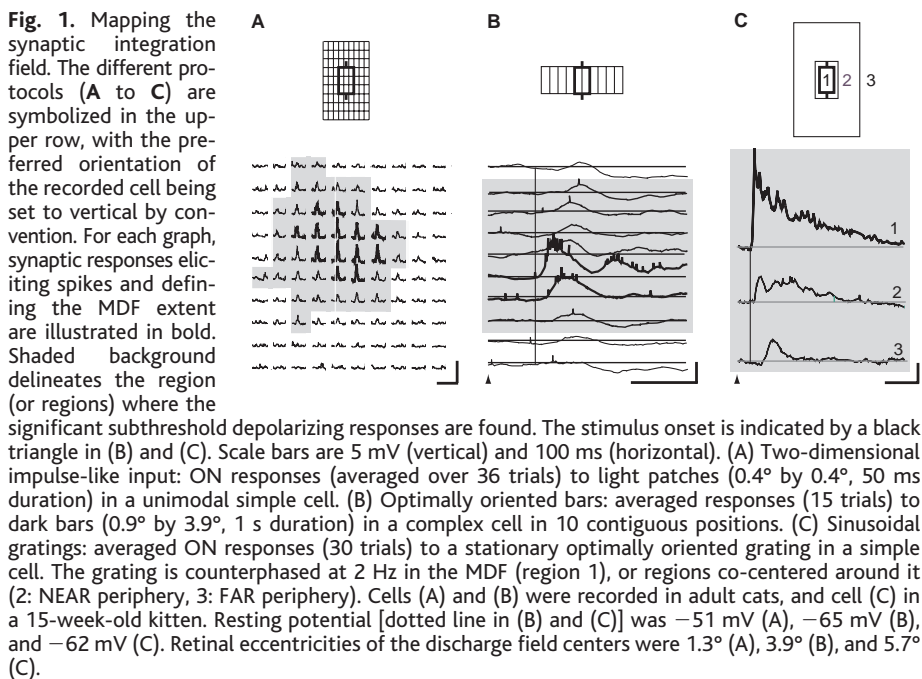 Fig. 1. Mapping the
synaptic integration
field. The different pro-
tocols (A to C) are
symbolized in the up-
per row, with the pre-
ferred orientation of
the recorded cell being
set to vertical by con-
vention. For each graph,
synaptic responses elic-
iting spikes and defin-
ing the MDF extent
are illustrated in bold.
Shaded background
delineates the region
(or regions) where the
significant subthreshold depolarizing responses are found. The stimulus onset is indicated by a black
triangle in (B) and (C). Scale bars are 5 mV (vertical) and 100 ms (horizontal). (A) Two-dimensional
impulse-like input: ON responses (averaged over 36 trials) to light patches (0.4° by 0.4°, 50 ms
duration) in a unimodal simple cell. (B) Optimally oriented bars: averaged responses (15 trials) to
dark bars (0.9° by 3.9°, 1 s duration) in a complex cell in 10 contiguous positions. (C) Sinusoidal
gratings: averaged ON responses (30 trials) to a stationary optimally oriented grating in a simple
cell. The grating is counterphased at 2 Hz in the MDF (region 1), or regions co-centered around it
(2: NEAR periphery, 3: FAR periphery). Cells (A) and (B) were recorded in adult cats, and cell (C) in
a 15-week-old kitten. Resting potential [dotted line in (B) and (C)] was −51 mV (A), −65 mV (B),
and −62 mV (C). Retinal eccentricities of the discharge field centers were 1.3° (A), 3.9° (B), and 5.7°
(C).
A
B
C
1 2 3
1
2
3